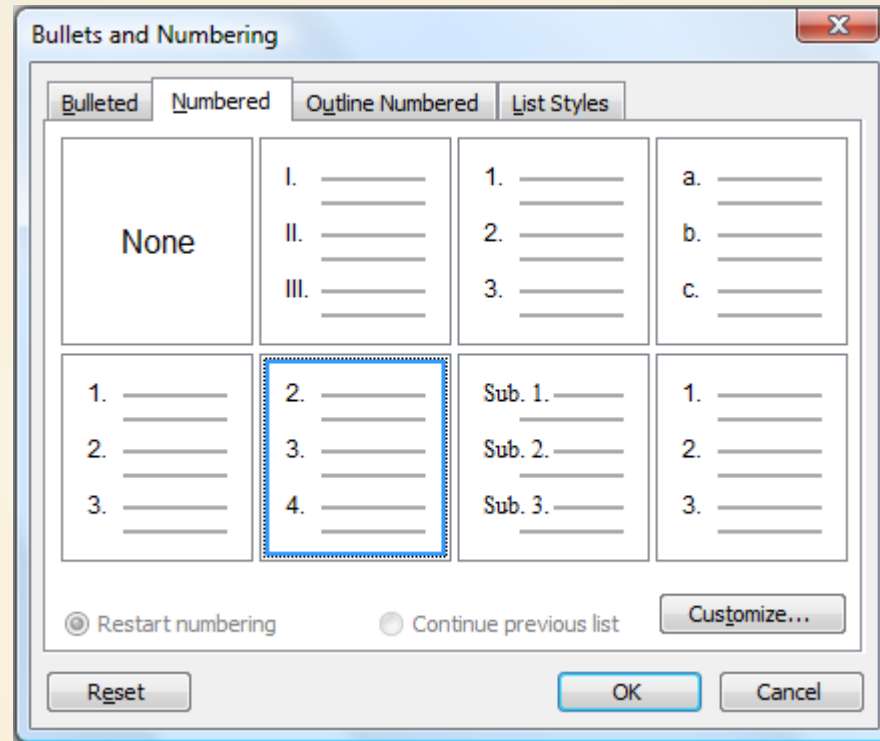 Bullets and Numbering
Bulleted Numbered Outline Numbered List Styles
None
I.
II.
III.
1.
2.
3.
a.
b.
c.
1.
2.
3.
2.
3.
4.
Sub. 1.
Sub. 2.
Sub. 3.
1.
2.
3.
Restart numbering Continue previous list Customize...
Reset OK Cancel